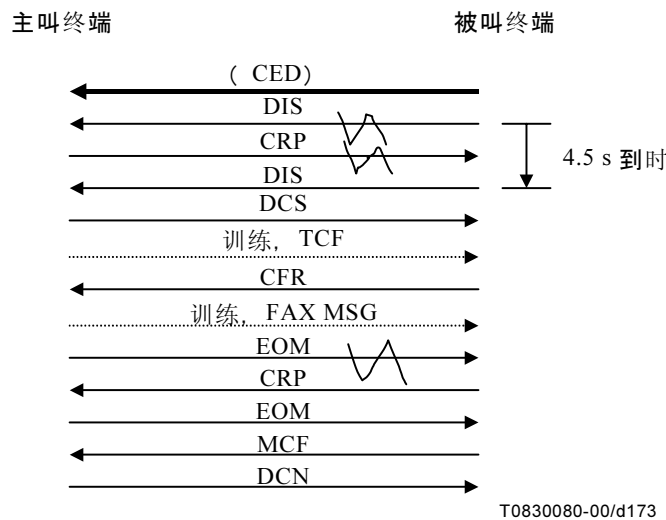 主叫终端 被叫终端
( CED)
DIS
CRP
4.5 s 到时
DIS
DCS
训练, TCF
CFR
训练, FAX MSG
EOM
CRP
EOM
MCF
DCN
T0830080-00/d173